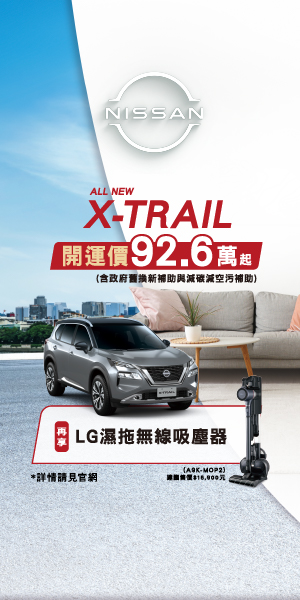 NISSAN
ALL NEW
X-TRAIL
開運價92.6萬起
(含政府舊換新補助與減碳減空污補助)
再享
LG濕拖無線吸塵器
(A9K-MOP2)
建議售價$16,900元
*詳情請見官網